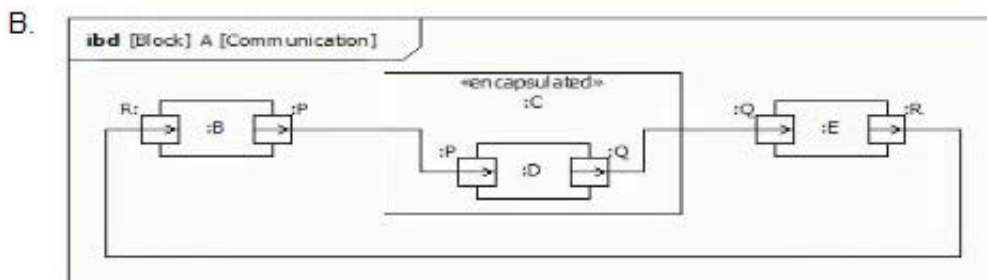 B.
ibd [Block] A [Communication]
«encapsulated»
:C
R: :B :P
:P :D :Q
:Q :E :R